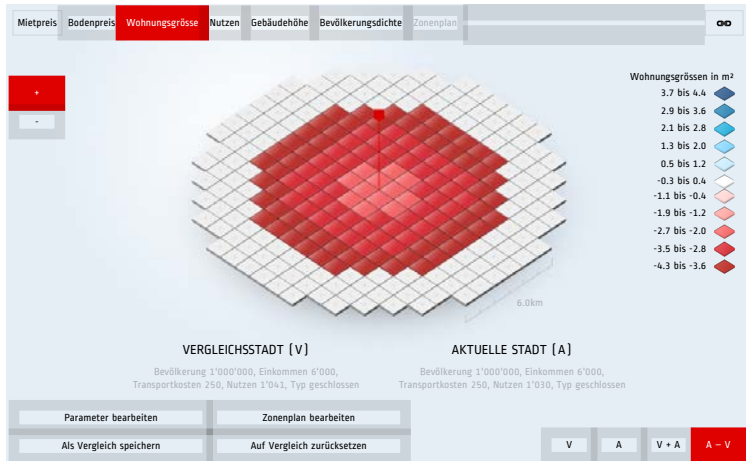 Mietpreis Bodenpreis Wohnungsgrösse Nutzen Gebäudehöhe Bevölkerungsdichte Zonenplan
+
-
Wohnungsgrössen in m²
3.7 bis 4.4
2.9 bis 3.6
2.1 bis 2.8
1.3 bis 2.0
0.5 bis 1.2
-0.3 bis 0.4
-1.1 bis -0.4
-1.9 bis -1.2
-2.7 bis -2.0
-3.5 bis -2.8
-4.3 bis -3.6
6.0km
VERGLEICHSSTADT (V)
Bevölkerung 1'000'000, Einkommen 6'000,
Transportkosten 250, Nutzen 1'041, Typ geschlossen
AKTUELLE STADT (A)
Bevölkerung 1'000'000, Einkommen 6'000,
Transportkosten 250, Nutzen 1'030, Typ geschlossen
Parameter bearbeiten Zonenplan bearbeiten
Als Vergleich speichern Auf Vergleich zurücksetzen
V A V + A A – V